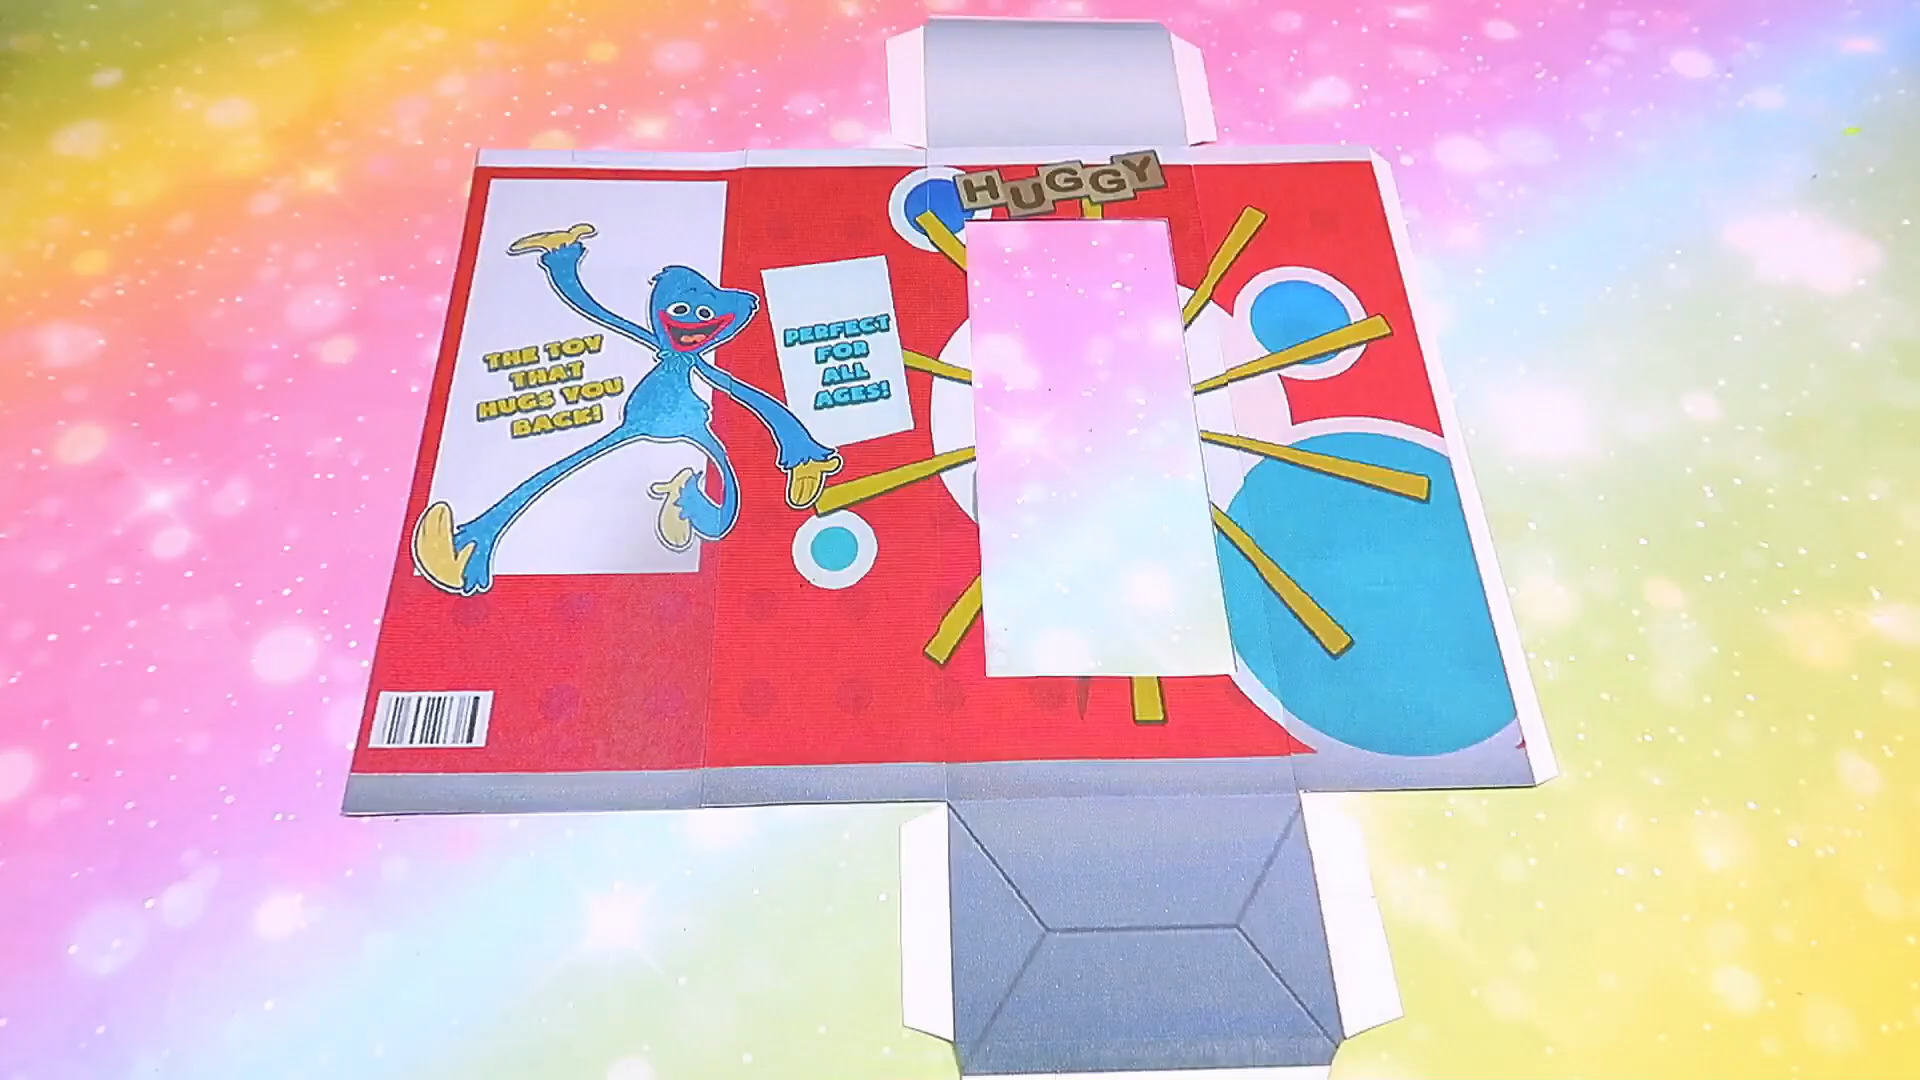 HUGGY
THE TOY
THAT
HUGS YOU
BACK!
PERFECT
FOR
ALL
AGES!